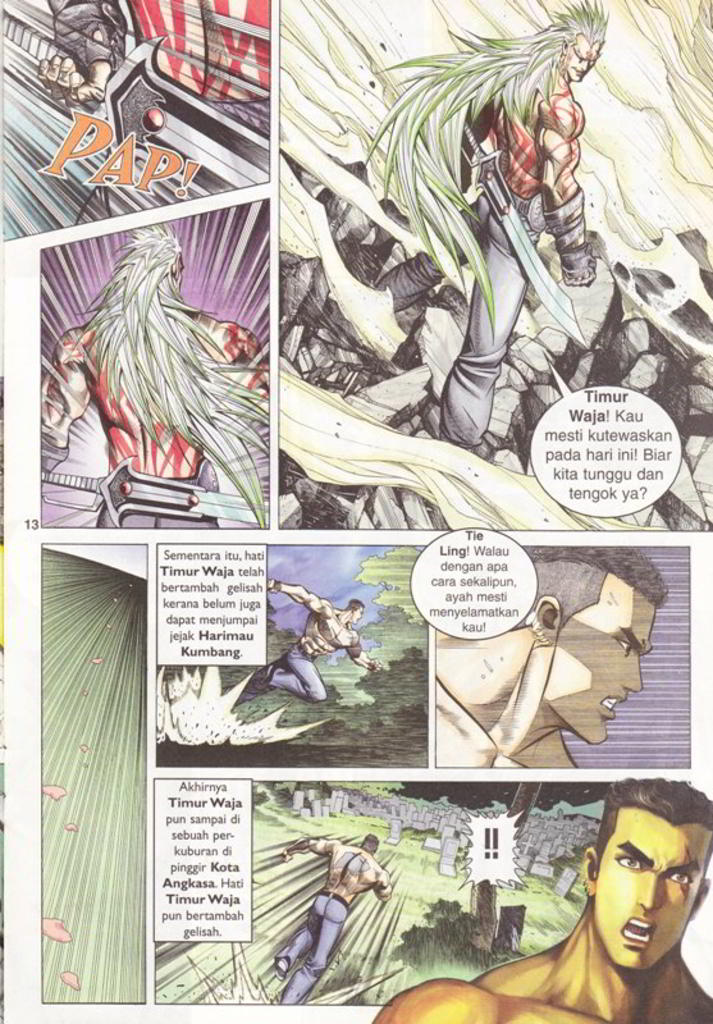 PAP!
Timur
Waja! Kau
mesti kutewaskan
pada hari ini! Biar
kita tunggu dan
tengok ya?
13
Sementara itu, hati
Timur Waja telah
bertambah gelisah
kerana belum juga
dapat menjumpai
jejak Harimau
Kumbang.
Tie
Ling! Walau
dengan apa
cara sekalipun,
ayah mesti
menyelamatkan
kau!
Akhirnya
Timur Waja
pun sampai di
sebuah per-
kuburan di
pinggir Kota
Angkasa. Hati
Timur Waja
pun bertambah
gelisah.
!!